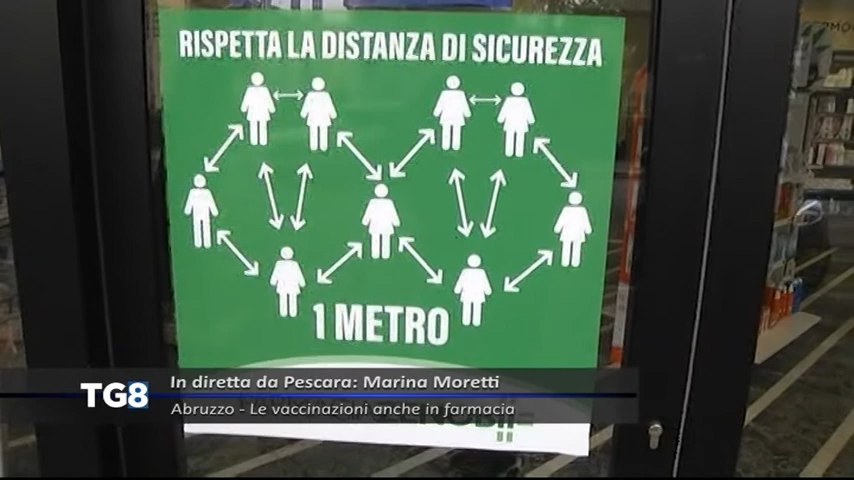 RISPETTA LA DISTANZA DI SICUREZZA
1 METRO
TG8
In diretta da Pescara: Marina Moretti
Abruzzo - Le vaccinazioni anche in farmacia